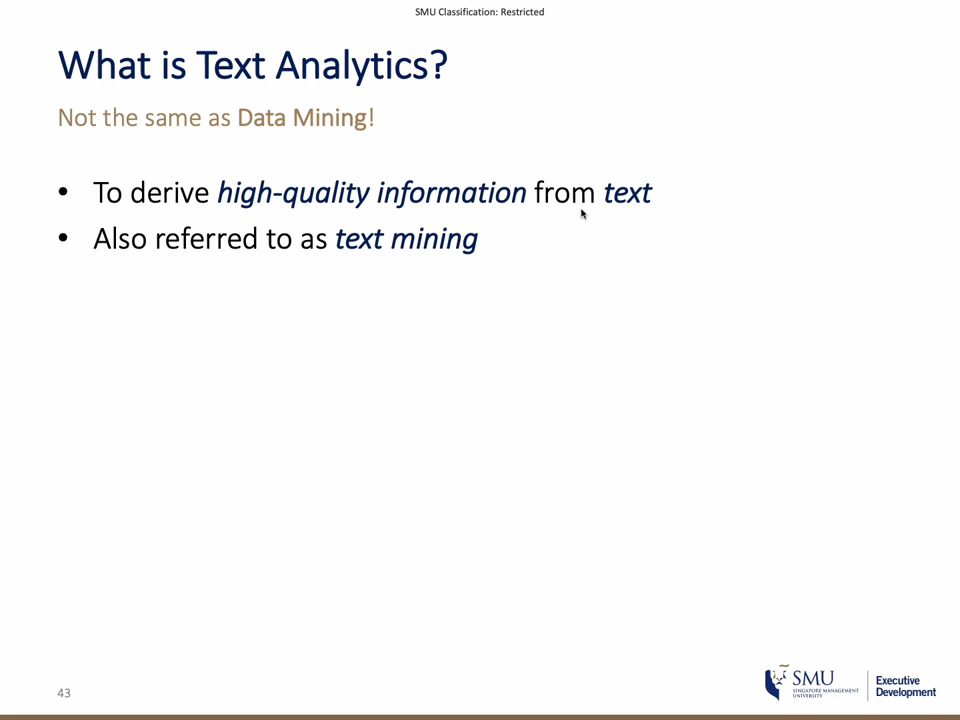 SMU Classification: Restricted
What is Text Analytics?
Not the same as Data Mining!
• To derive high-quality information from text
• Also referred to as text mining
43
SMU
SINGAPORE MANAGEMENT
UNIVERSITY
Executive
Development